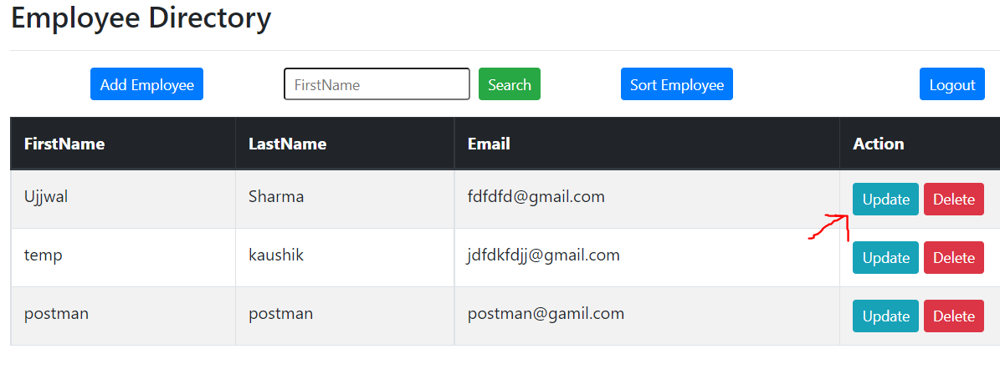 Employee Directory
Add Employee FirstName Search Sort Employee Logout
FirstName LastName Email Action
Ujjwal Sharma fdfdfd@gmail.com Update Delete
temp kaushik jdfdkfdjj@gmail.com Update Delete
postman postman postman@gamil.com Update Delete